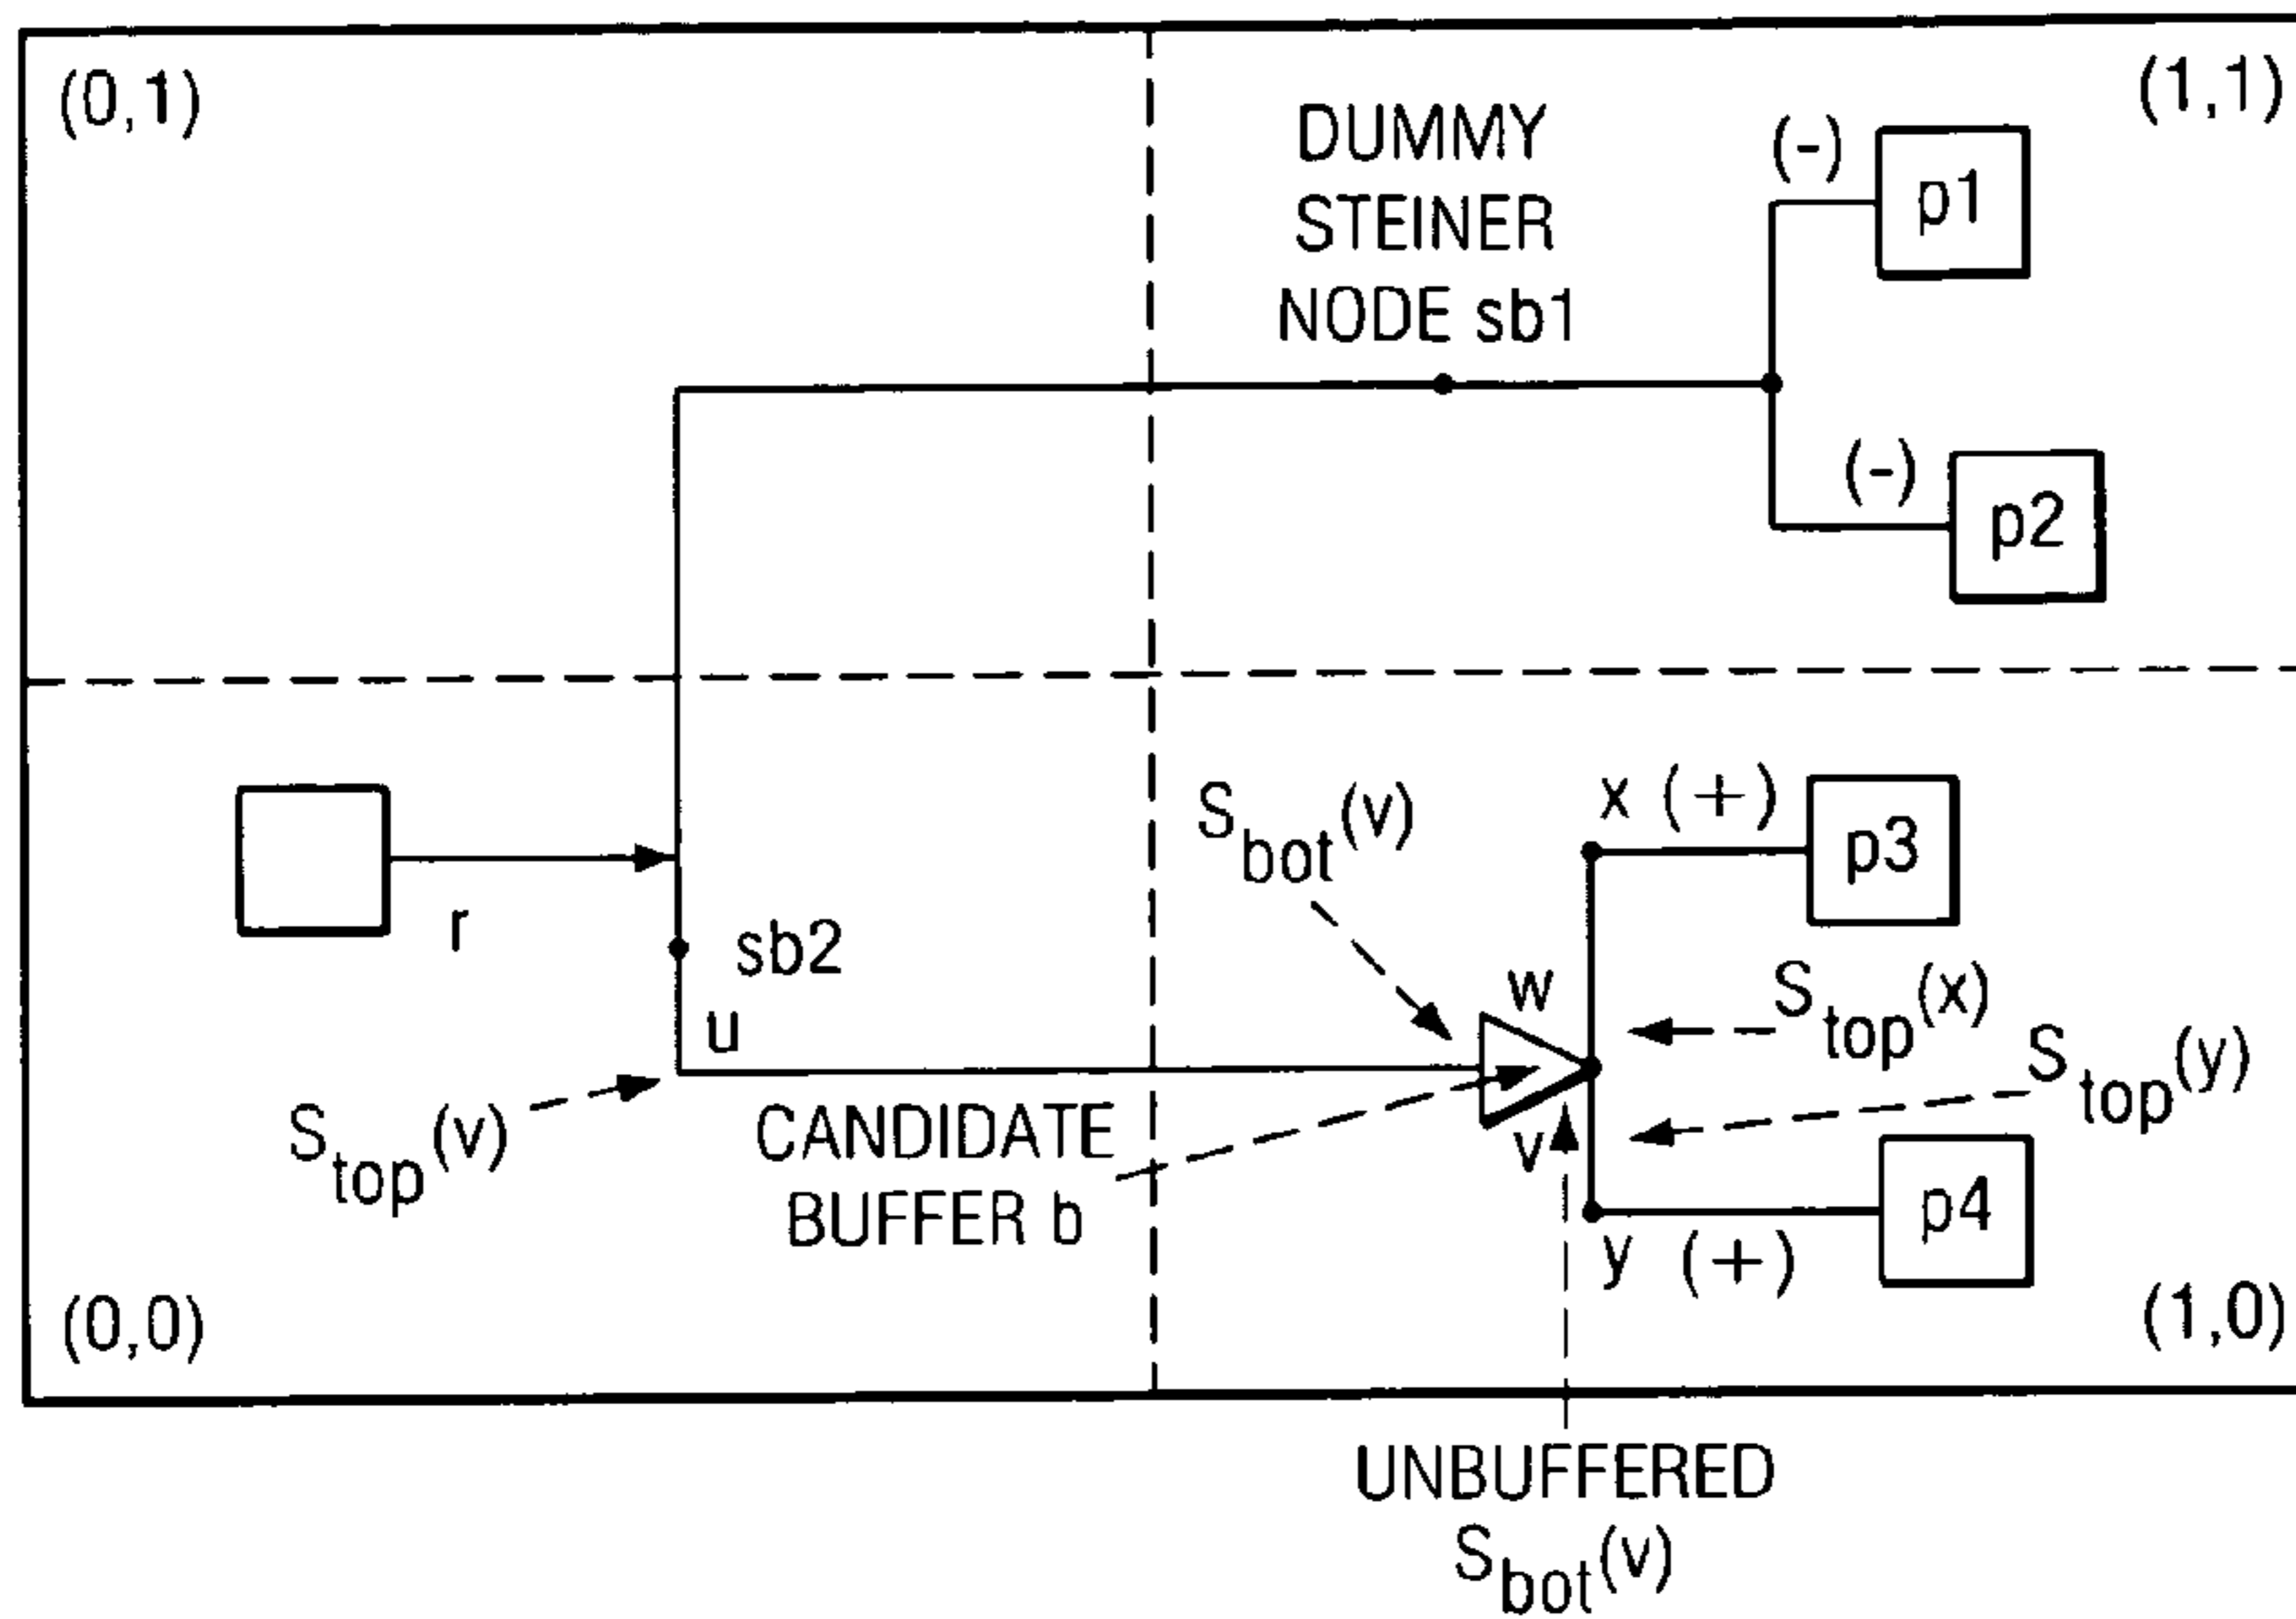 (0,1)
(1,1)
DUMMY
STEINER
NODE sb1
(-)
p1
(-)
p2
r
sb2
u
S_top(v)
CANDIDATE
BUFFER b
S_bot(v)
w
v
x (+)
p3
S_top(x)
S_top(y)
p4
y (+)
(0,0)
(1,0)
UNBUFFERED
S_bot(v)